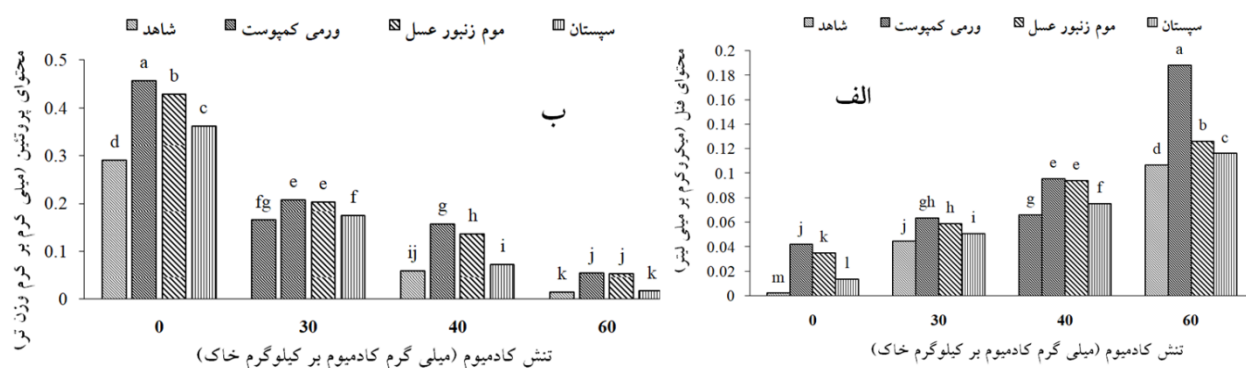 شاهد ورمی کمپوست موم زنبور عسل سپستان
محتوای فنل (میکروگرم بر میلی لیتر)
الف
0.2
0.18
0.16
0.14
0.12
0.1
0.08
0.06
0.04
0.02
0
m j k l
j gh h i
g e e f
d a b c
0 30 40 60
تنش کادمیوم (میلی گرم کادمیوم بر کیلوگرم خاک)
شاهد ورمی کمپوست موم زنبور عسل سپستان
محتوای پروتئین (میلی گرم بر گرم وزن تر)
ب
0.5
0.4
0.3
0.2
0.1
0
d a b c
fg e e f
ij g h i
k j j k
0 30 40 60
تنش کادمیوم (میلی گرم کادمیوم بر کیلوگرم خاک)